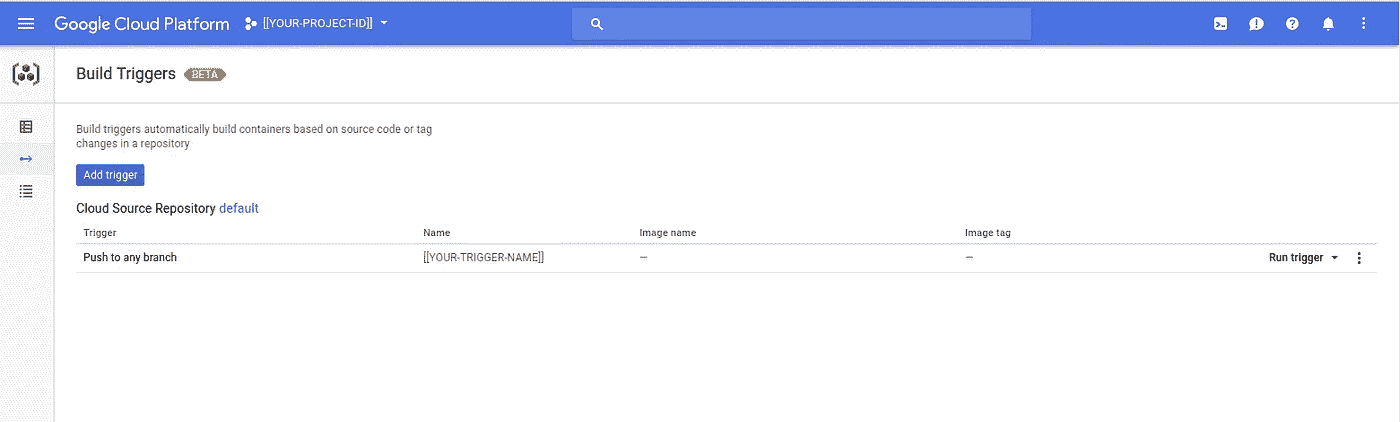 Google Cloud Platform [[YOUR-PROJECT-ID]]
Build Triggers BETA
Build triggers automatically build containers based on source code or tag
changes in a repository
Add trigger
Cloud Source Repository default
Trigger Name Image name Image tag
Push to any branch [[YOUR-TRIGGER-NAME]] — — Run trigger